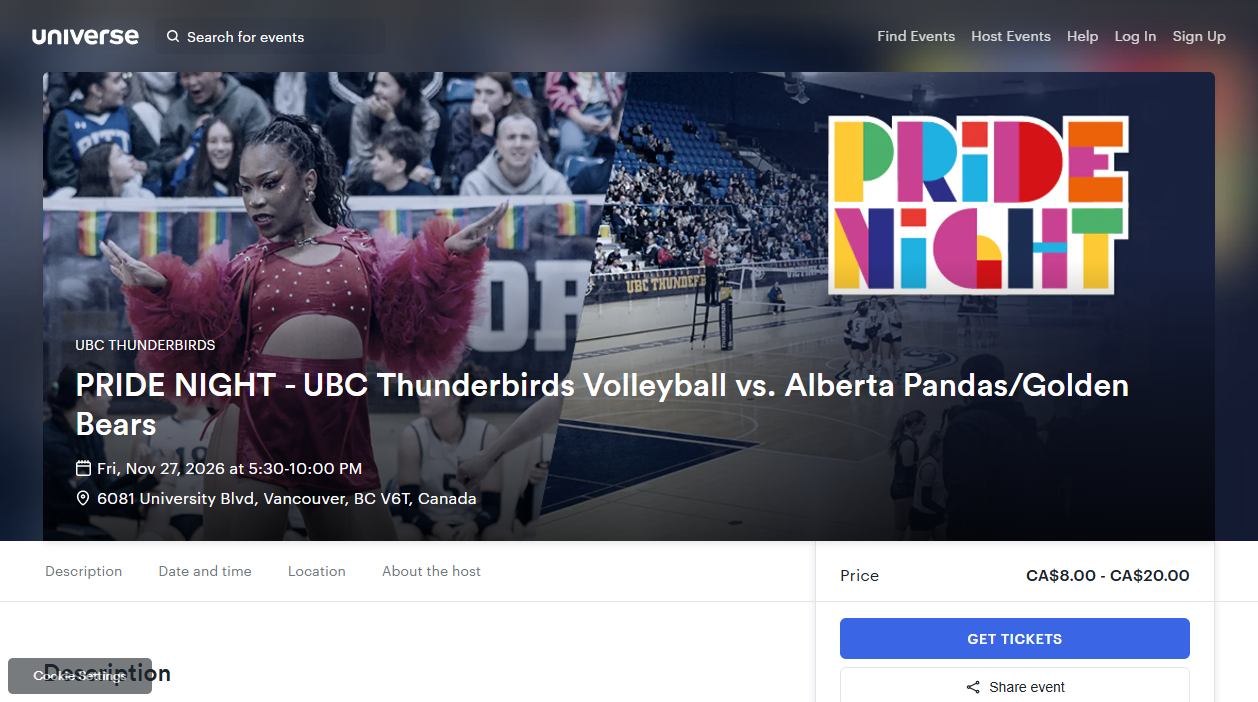 universe
Search for events
Find Events
Host Events
Help
Log In
Sign Up
PRiDE
NiGHT
UBC THUNDERBIRDS
PRIDE NIGHT - UBC Thunderbirds Volleyball vs. Alberta Pandas/Golden
Bears
Fri, Nov 27, 2026 at 5:30-10:00 PM
6081 University Blvd, Vancouver, BC V6T, Canada
Description
Date and time
Location
About the host
Price
CA$8.00 - CA$20.00
GET TICKETS
Share event
Description
Cookie Settings